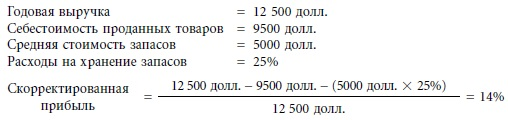 Годовая выручка = 12 500 долл.
Себестоимость проданных товаров = 9500 долл.
Средняя стоимость запасов = 5000 долл.
Расходы на хранение запасов = 25%
Скорректированная прибыль = 12 500 долл. – 9500 долл. – (5000 долл. × 25%)
12 500 долл. = 14%